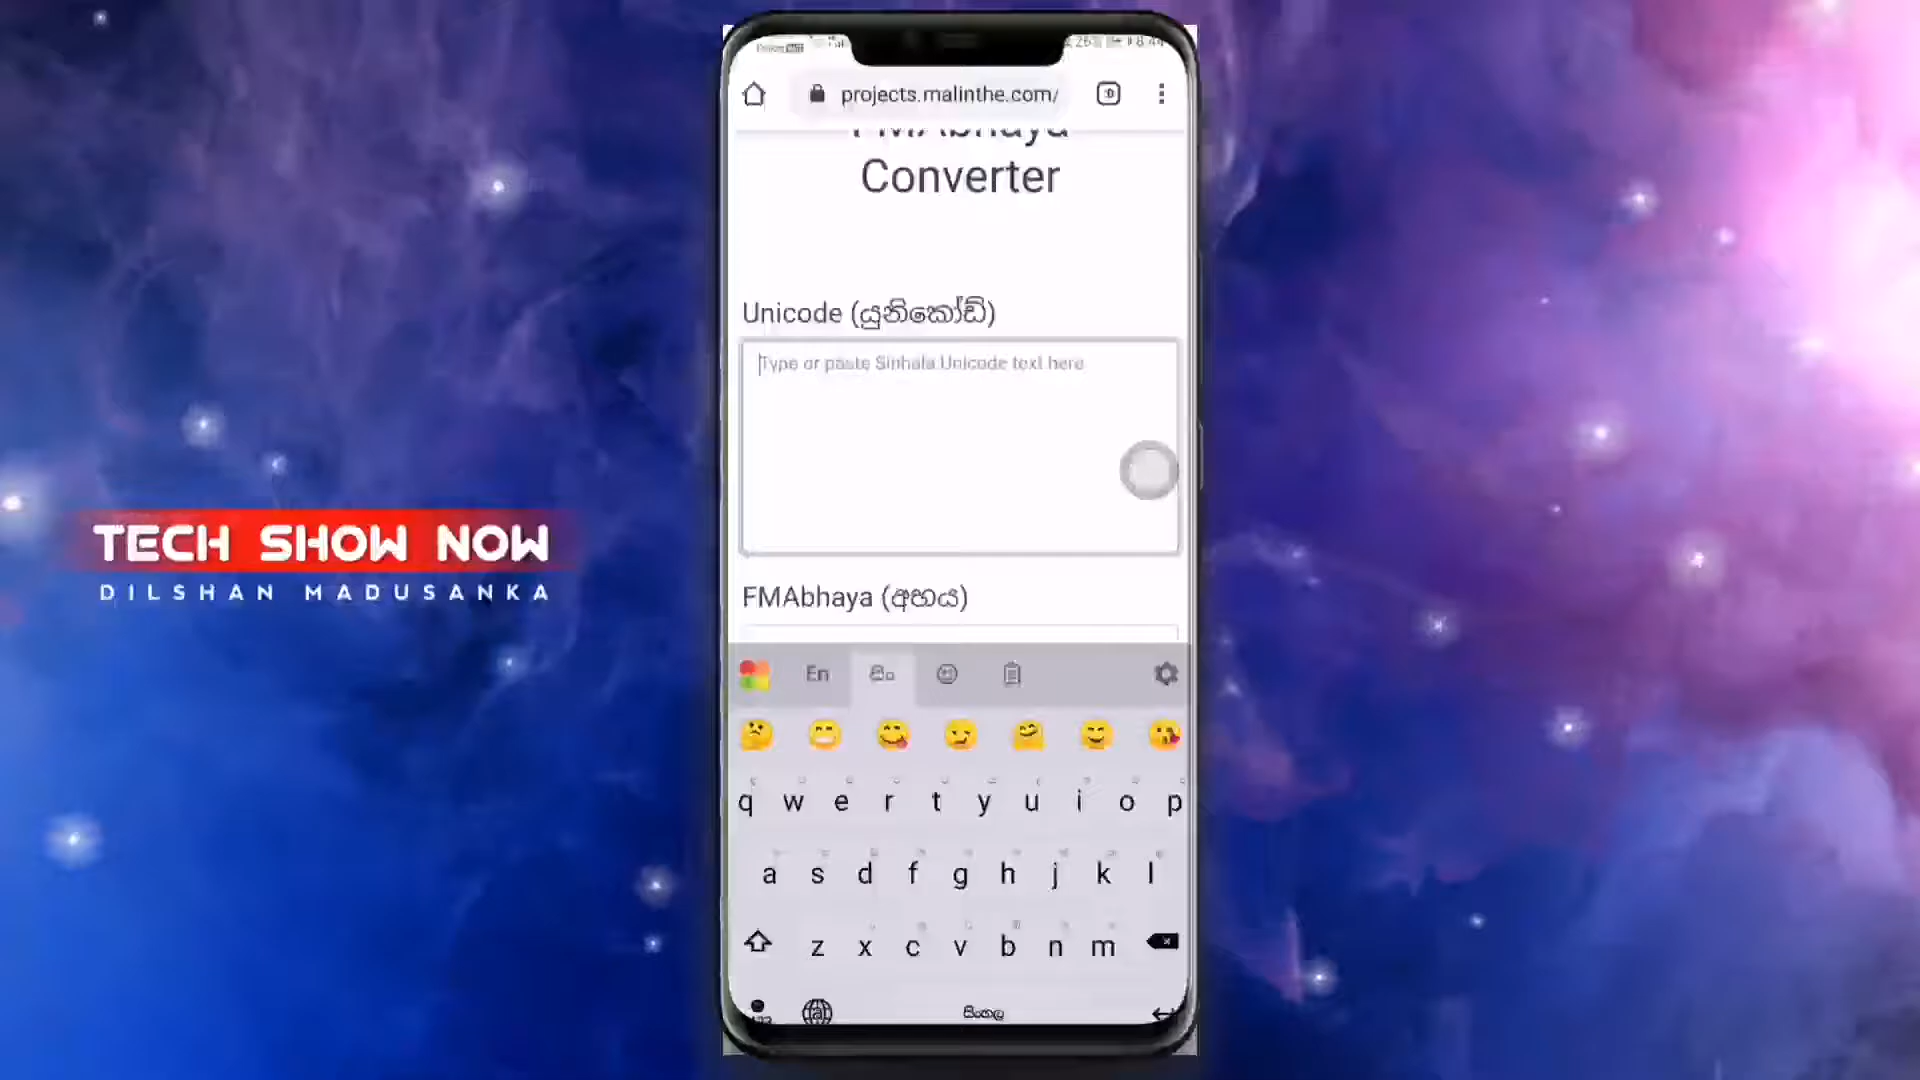 projects.malinthe.com/
FMAbhaya
Converter
Unicode (යුනිකෝඩ්)
Type or paste Sinhala Unicode text here
FMAbhaya (අභය)
TECH SHOW NOW
DILSHAN MADUSANKA
En සිං
q w e r t y u i o p
a s d f g h j k l
z x c v b n m
සිංහල